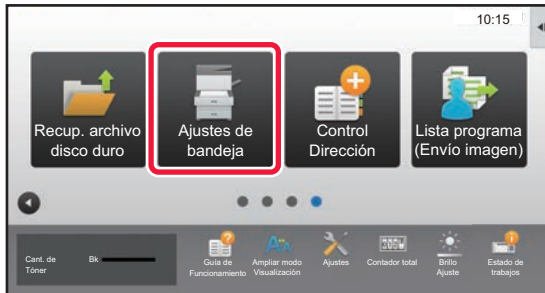 10:15
Recup. archivo
disco duro
Ajustes de
bandeja
Control
Dirección
Lista programa
(Envío imagen)
Cant. de
Tóner
Bk
Guía de
Funcionamiento
Ampliar modo
Visualización
Ajustes
Contador total
Brillo
Ajuste
Estado de
trabajos